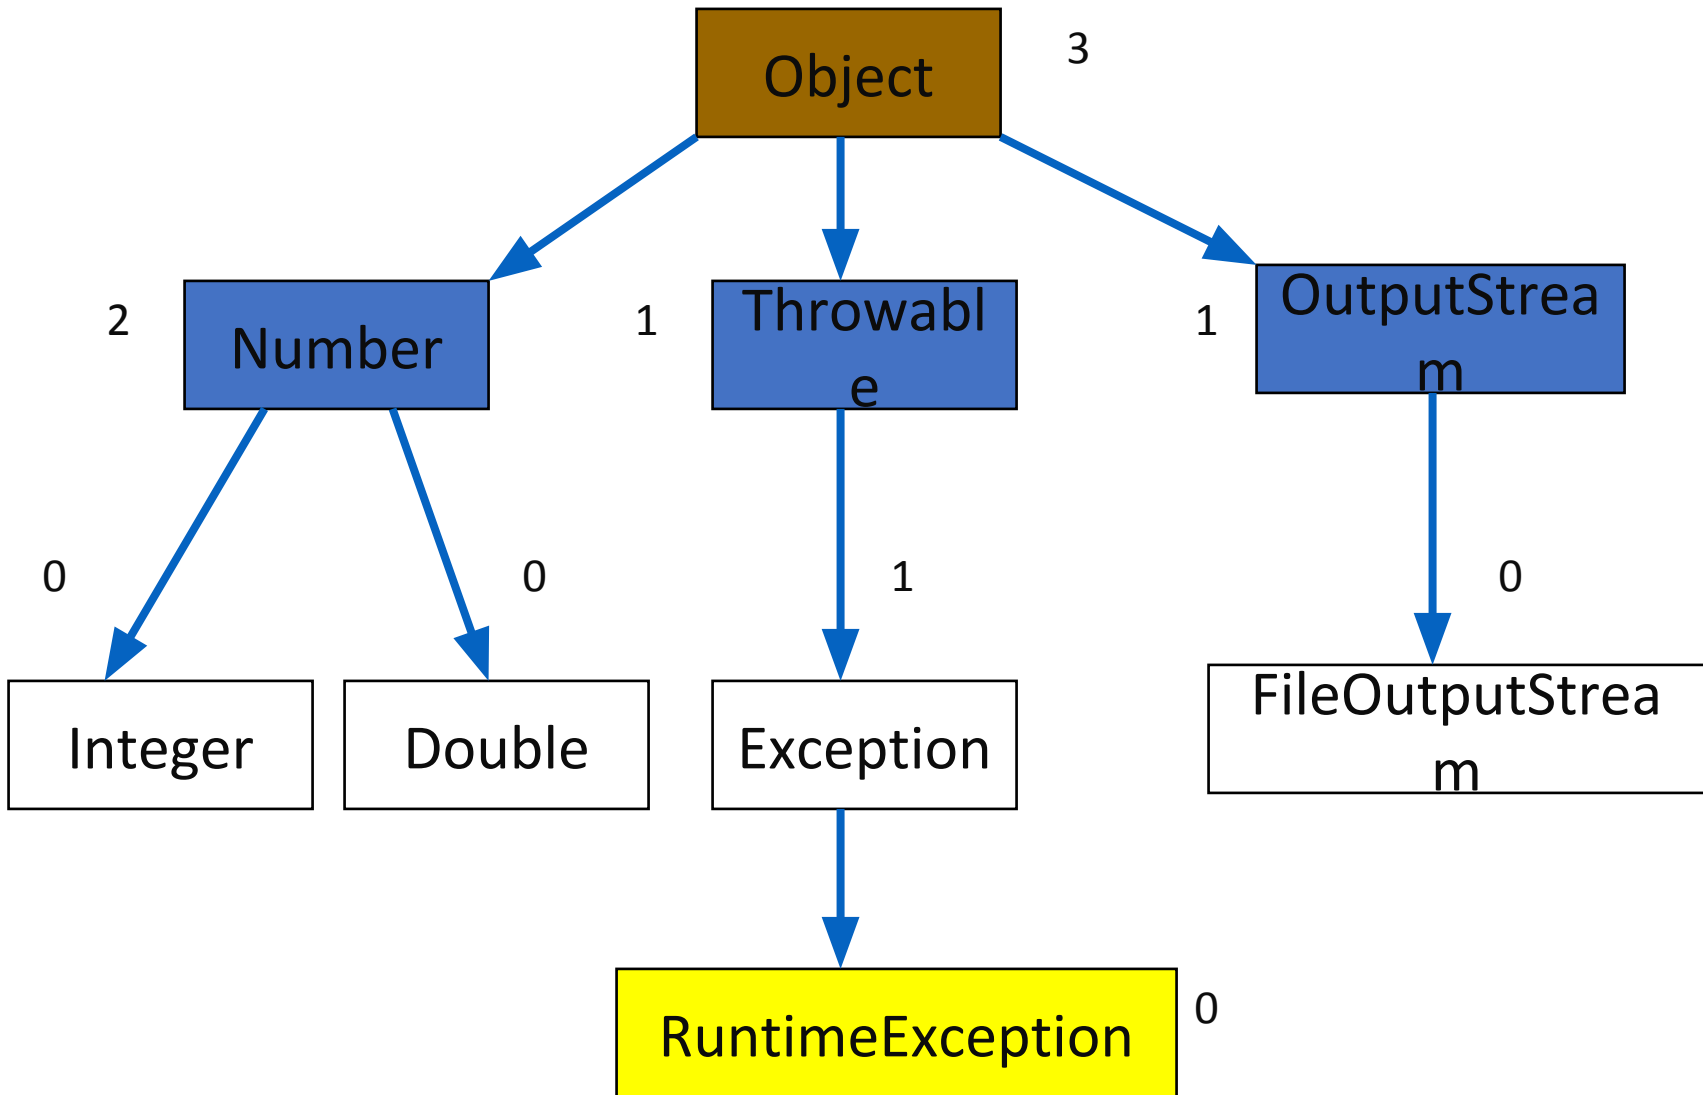 Object
3
2
Number
1
Throwabl
e
1
OutputStrea
m
0
0
1
0
Integer
Double
Exception
FileOutputStrea
m
RuntimeException
0